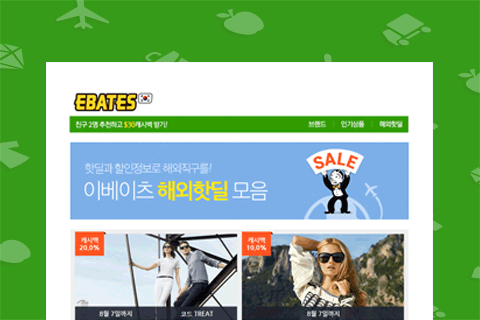 EBATES
친구 2명 추천하고 $30캐시백 받기!
브랜드 | 인기상품 | 해외핫딜
핫딜과 할인정보로 해외직구를!
이베이츠 해외핫딜 모음
SALE
캐시백
20.0%
캐시백
10.0%
8월 7일까지
코드 TREAT
8월 7일까지